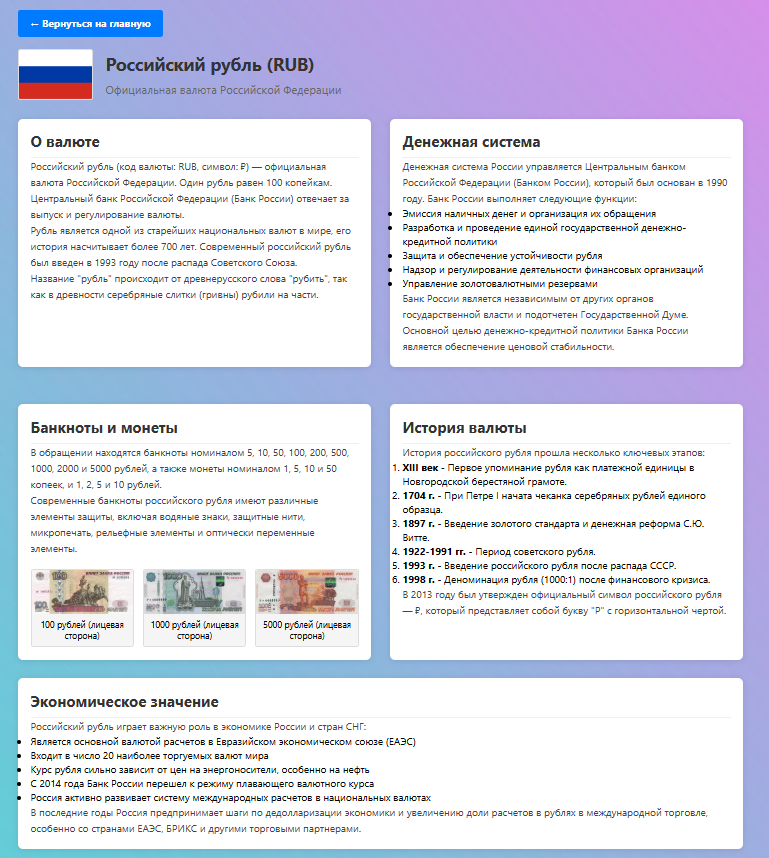 ← Вернуться на главную
Российский рубль (RUB)
Официальная валюта Российской Федерации
О валюте
Российский рубль (код валюты: RUB, символ: ₽) — официальная
валюта Российской Федерации. Один рубль равен 100 копейкам.
Центральный банк Российской Федерации (Банк России) отвечает за
выпуск и регулирование валюты.
Рубль является одной из старейших национальных валют в мире, его
история насчитывает более 700 лет. Современный российский рубль
был введен в 1993 году после распада Советского Союза.
Название "рубль" происходит от древнерусского слова "рубить", так
как в древности серебряные слитки (гривны) рубили на части.
Денежная система
Денежная система России управляется Центральным банком
Российской Федерации (Банком России), который был основан в 1990
году. Банк России выполняет следующие функции:
• Эмиссия наличных денег и организация их обращения
• Разработка и проведение единой государственной денежно-
кредитной политики
• Защита и обеспечение устойчивости рубля
• Надзор и регулирование деятельности финансовых организаций
• Управление золотовалютными резервами
Банк России является независимым от других органов
государственной власти и подотчетен Государственной Думе.
Основной целью денежно-кредитной политики Банка России
является обеспечение ценовой стабильности.
Банкноты и монеты
В обращении находятся банкноты номиналом 5, 10, 50, 100, 200, 500,
1000, 2000 и 5000 рублей, а также монеты номиналом 1, 5, 10 и 50
копеек, и 1, 2, 5 и 10 рублей.
Современные банкноты российского рубля имеют различные
элементы защиты, включая водяные знаки, защитные нити,
микропечать, рельефные элементы и оптически переменные
элементы.
100
1000
5000
100 рублей (лицевая
сторона)
1000 рублей (лицевая
сторона)
5000 рублей (лицевая
сторона)
История валюты
История российского рубля прошла несколько ключевых этапов:
1. XIII век - Первое упоминание рубля как платежной единицы в
Новгородской берестяной грамоте.
2. 1704 г. - При Петре I начата чеканка серебряных рублей единого
образца.
3. 1897 г. - Введение золотого стандарта и денежная реформа С.Ю.
Витте.
4. 1922-1991 гг. - Период советского рубля.
5. 1993 г. - Введение российского рубля после распада СССР.
6. 1998 г. - Деноминация рубля (1000:1) после финансового кризиса.
В 2013 году был утвержден официальный символ российского рубля
— ₽, который представляет собой букву "Р" с горизонтальной чертой.
Экономическое значение
Российский рубль играет важную роль в экономике России и стран СНГ:
• Является основной валютой расчетов в Евразийском экономическом союзе (ЕАЭС)
• Входит в число 20 наиболее торгуемых валют мира
• Курс рубля сильно зависит от цен на энергоносители, особенно на нефть
• С 2014 года Банк России перешел к режиму плавающего валютного курса
• Россия активно развивает систему международных расчетов в национальных валютах
В последние годы Россия предпринимает шаги по дедолларизации экономики и увеличению доли расчетов в рублях в международной торговле,
особенно со странами ЕАЭС, БРИКС и другими торговыми партнерами.